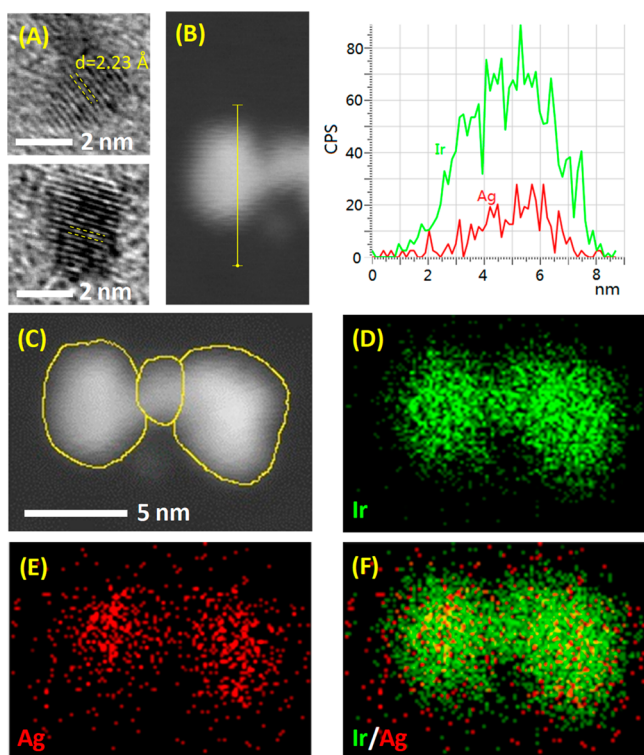 (A)
d=2.23 Å
2 nm
2 nm
(B)
80
60
40
20
0
CPS
Ir
Ag
0 2 4 6 8
nm
(C)
5 nm
(D)
Ir
(E)
Ag
(F)
Ir/Ag